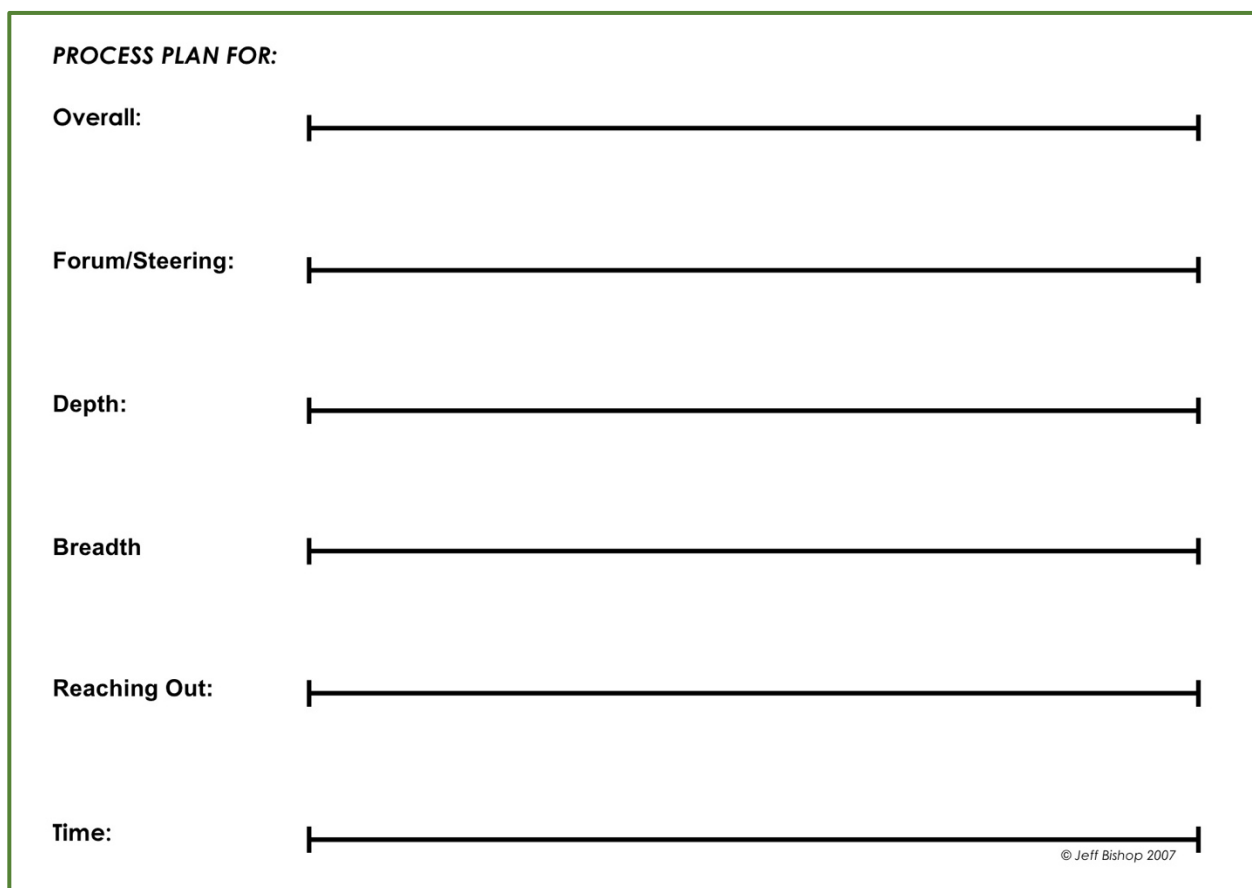 PROCESS PLAN FOR:
Overall:
Forum/Steering:
Depth:
Breadth
Reaching Out:
Time:
© Jeff Bishop 2007